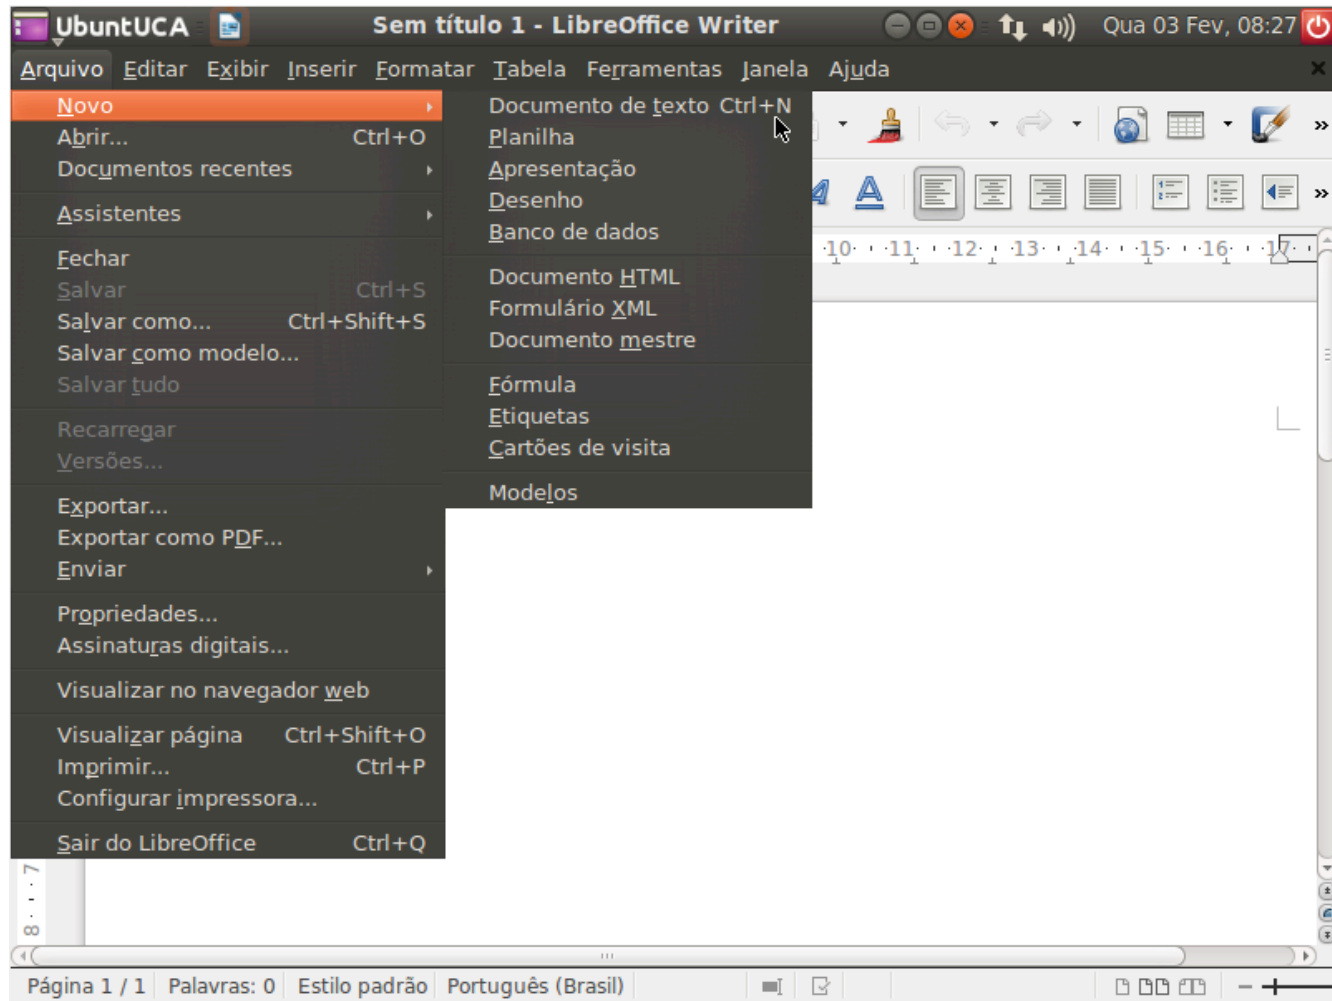 UbuntUCA Sem título 1 - LibreOffice Writer Qua 03 Fev, 08:27
Arquivo Editar Exibir Inserir Formatar Tabela Ferramentas Janela Ajuda
Novo
Abrir... Ctrl+O
Documentos recentes
Assistentes
Fechar
Salvar Ctrl+S
Salvar como... Ctrl+Shift+S
Salvar como modelo...
Salvar tudo
Recarregar
Versões...
Exportar...
Exportar como PDF...
Enviar
Propriedades...
Assinaturas digitais...
Visualizar no navegador web
Visualizar página Ctrl+Shift+O
Imprimir... Ctrl+P
Configurar impressora...
Sair do LibreOffice Ctrl+Q
Documento de texto Ctrl+N
Planilha
Apresentação
Desenho
Banco de dados
Documento HTML
Formulário XML
Documento mestre
Fórmula
Etiquetas
Cartões de visita
Modelos
10 11 12 13 14 15 16 17
7
8
Página 1 / 1 Palavras: 0 Estilo padrão Português (Brasil)